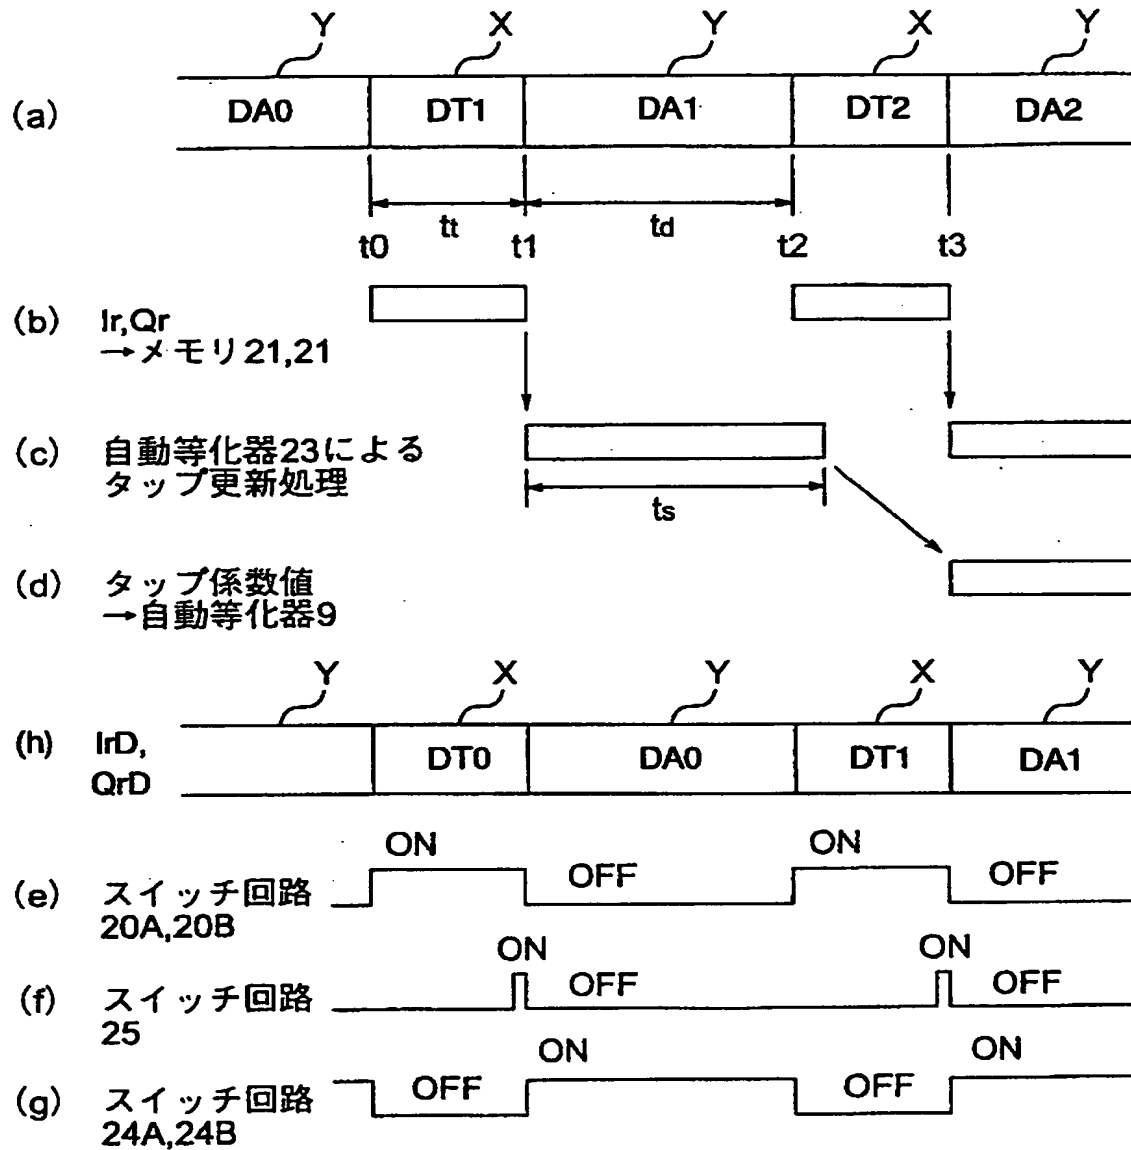 Y X Y X Y
(a) DA0 DT1 DA1 DT2 DA2
tt td
t0 t1 t2 t3
(b) Ir,Qr
→メモリ21,21
(c) 自動等化器23による
タップ更新処理
ts
(d) タップ係数値
→自動等化器9
Y X Y X Y
(h) IrD,
QrD
DT0 DA0 DT1 DA1
ON ON
(e) スイッチ回路 OFF OFF
20A,20B
ON ON
(f) スイッチ回路 OFF OFF
25
ON ON
(g) スイッチ回路 OFF OFF
24A,24B